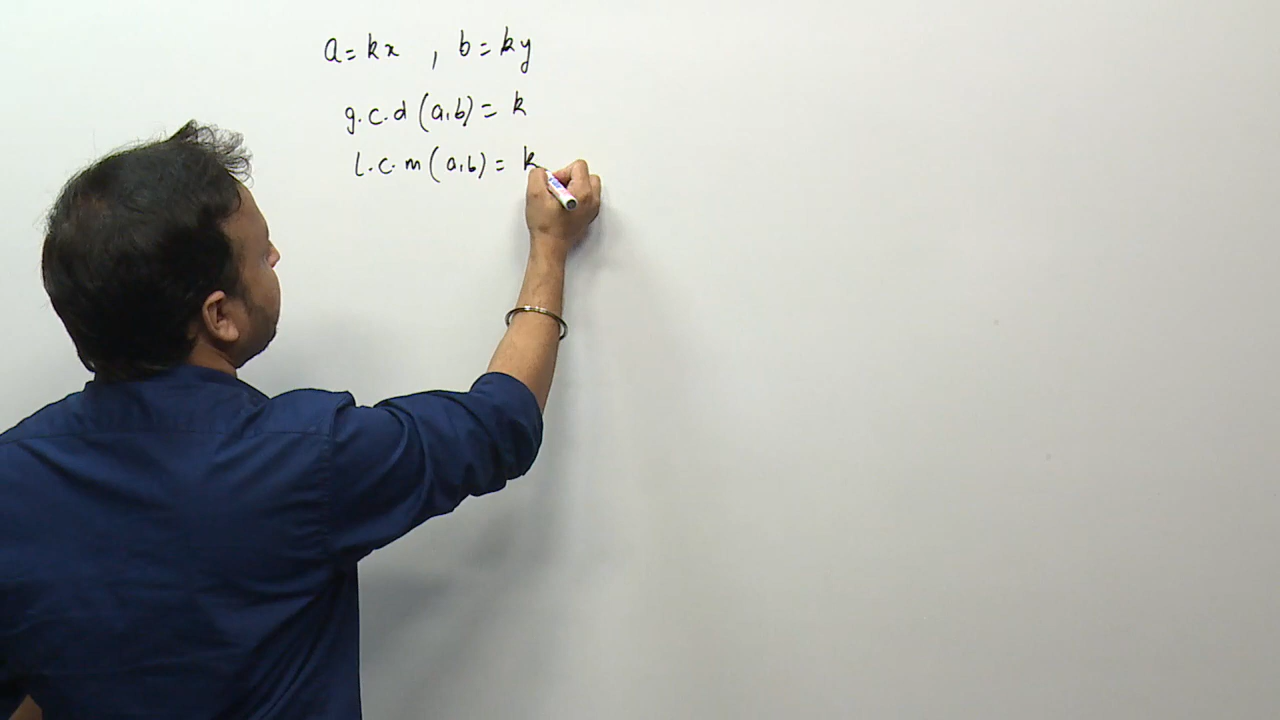 a = kx , b = ky
g.c.d (a,b) = k
l.c.m (a,b) = k